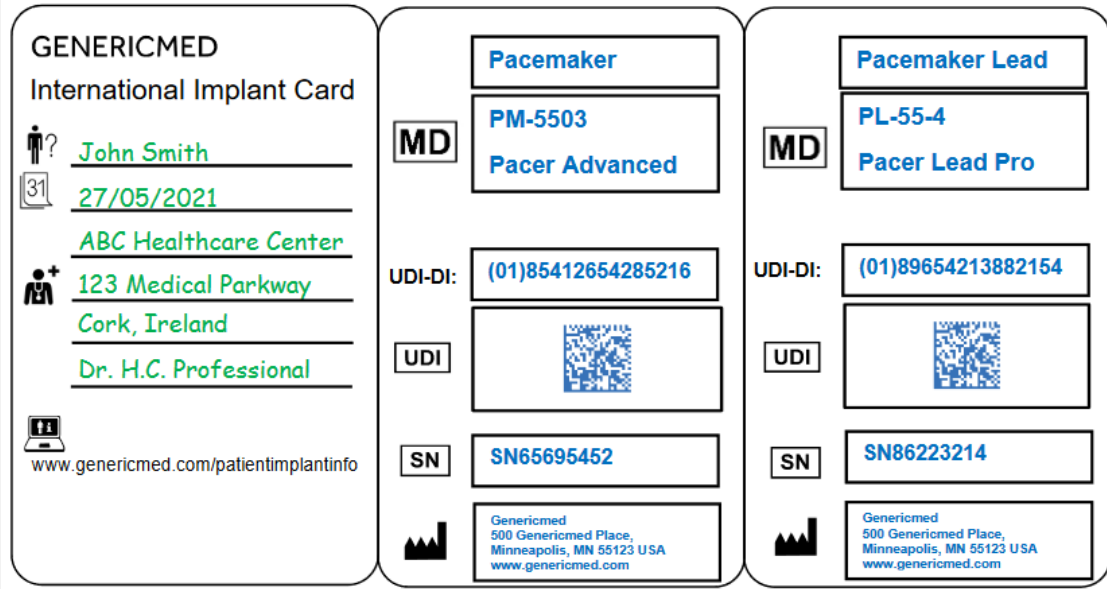 GENERICMED
International Implant Card
?
John Smith
31
27/05/2021
ABC Healthcare Center
123 Medical Parkway
Cork, Ireland
Dr. H.C. Professional
www.genericmed.com/patientimplantinfo
Pacemaker
MD
PM-5503
Pacer Advanced
UDI-DI:
(01)85412654285216
UDI
SN
SN65695452
Genericmed
500 Genericmed Place,
Minneapolis, MN 55123 USA
www.genericmed.com
Pacemaker Lead
MD
PL-55-4
Pacer Lead Pro
UDI-DI:
(01)89654213882154
UDI
SN
SN86223214
Genericmed
500 Genericmed Place,
Minneapolis, MN 55123 USA
www.genericmed.com